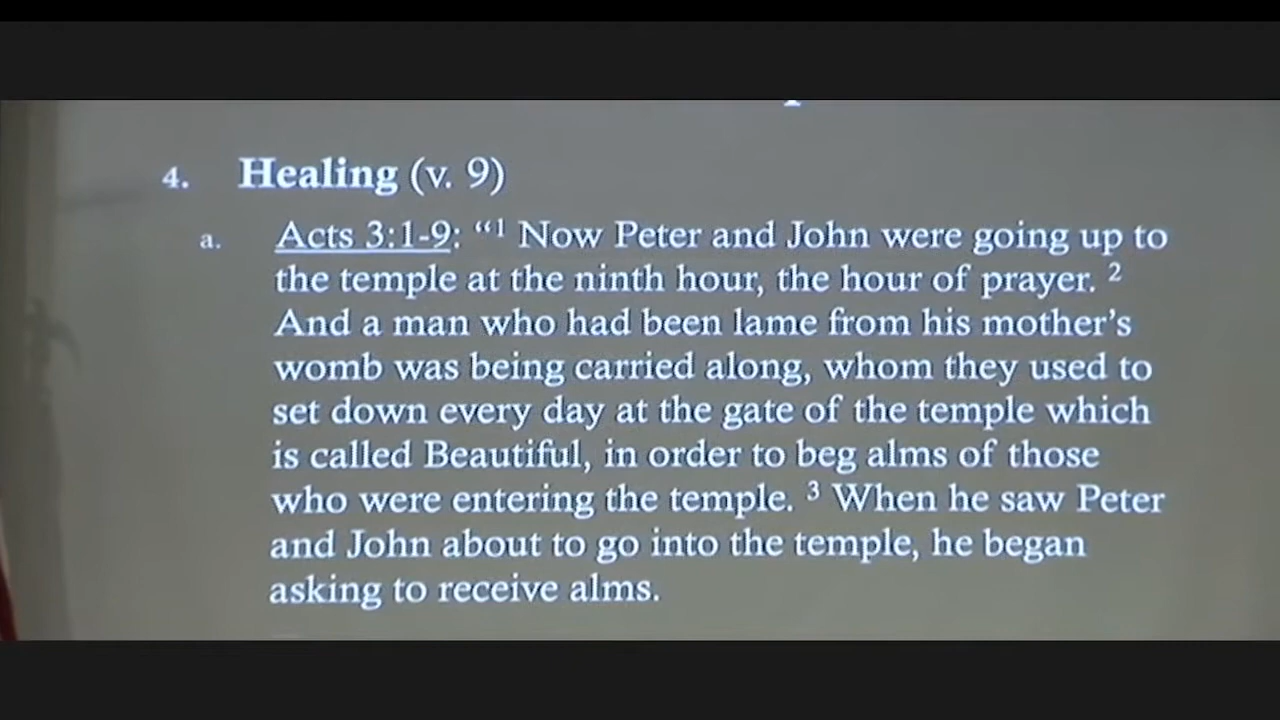 4. Healing (v. 9)
a. Acts 3:1-9: “1 Now Peter and John were going up to
the temple at the ninth hour, the hour of prayer. 2
And a man who had been lame from his mother’s
womb was being carried along, whom they used to
set down every day at the gate of the temple which
is called Beautiful, in order to beg alms of those
who were entering the temple. 3 When he saw Peter
and John about to go into the temple, he began
asking to receive alms.